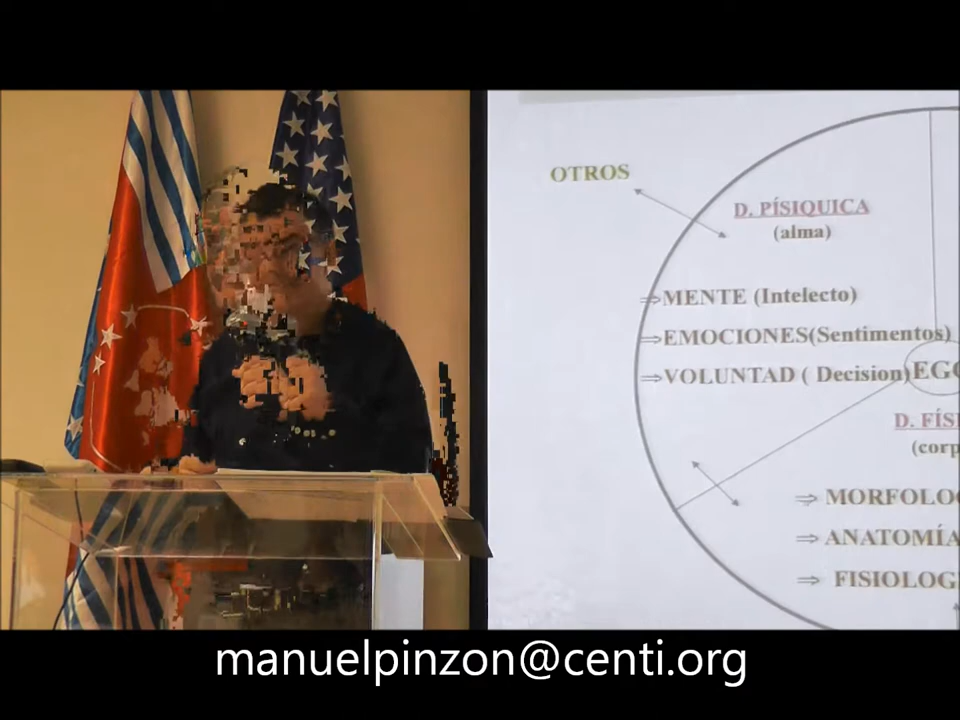 OTROS
D. PÍSIQUICA
(alma)
⇒MENTE (Intelecto)
⇒EMOCIONES(Sentimentos)
⇒VOLUNTAD ( Decision)
manuelpinzon@centi.org